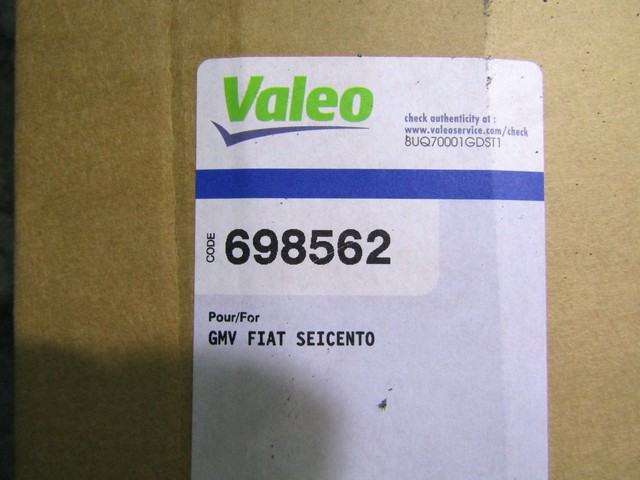 Valeo
check authenticity at :
www.valeoservice.com/check
8UQ70001GDST1
CODE 698562
Pour/For
GMV FIAT SEICENTO